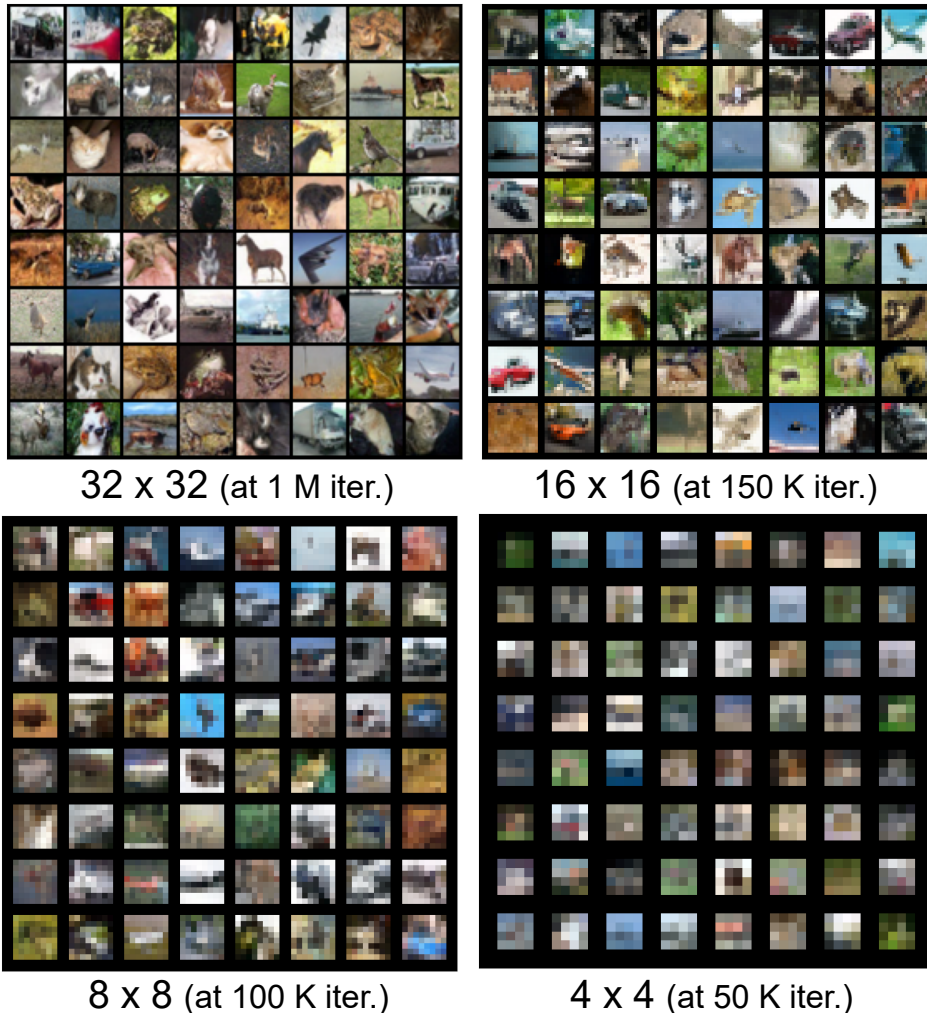 32 x 32 (at 1 M iter.)
16 x 16 (at 150 K iter.)
8 x 8 (at 100 K iter.)
4 x 4 (at 50 K iter.)